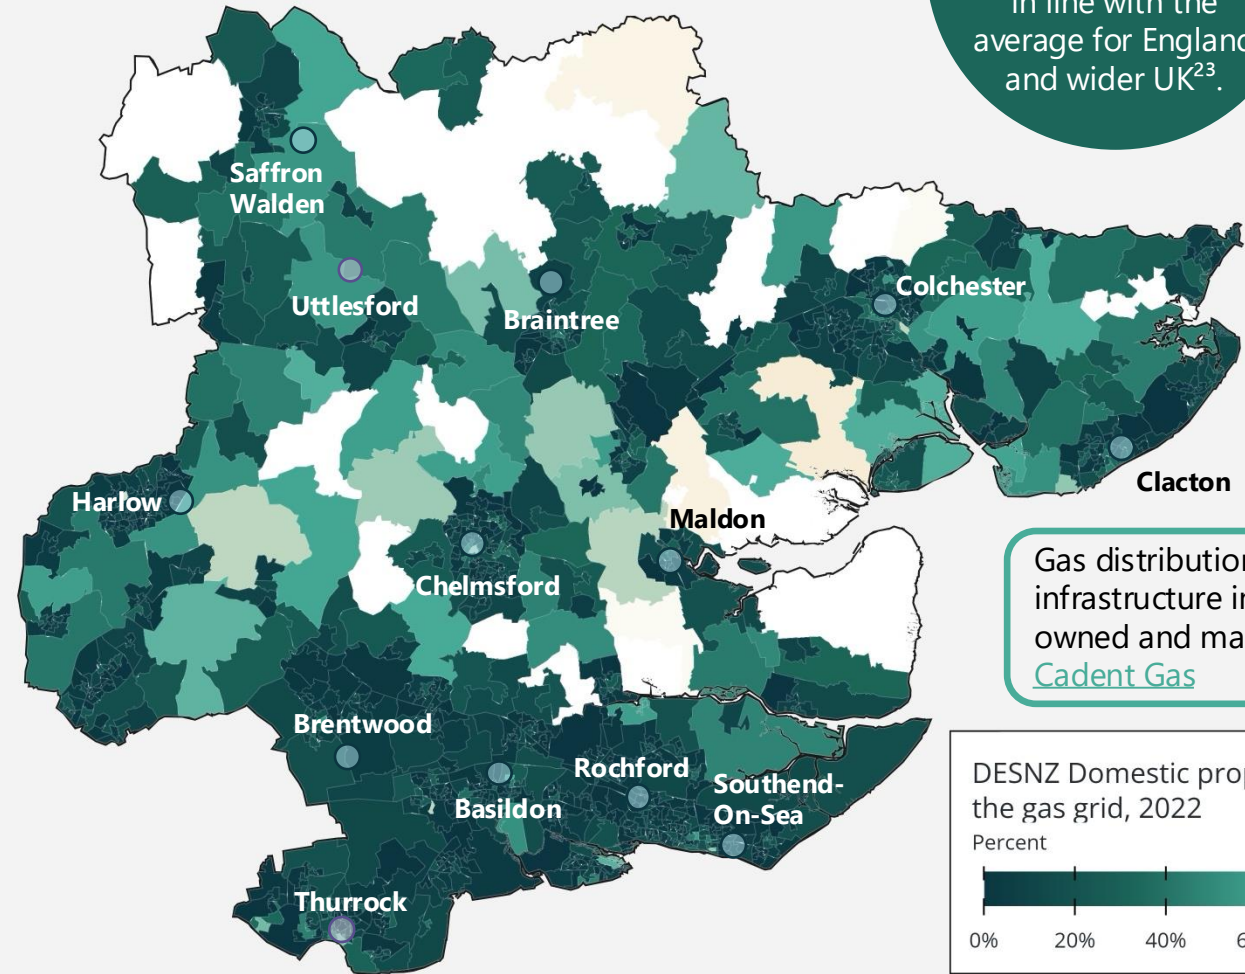 in line with the
average for England
and wider UK²³.
Saffron
Walden
Uttlesford
Braintree
Colchester
Clacton
Harlow
Maldon
Chelmsford
Gas distribution
infrastructure
owned and
Cadent Gas
Brentwood
Rochford
Southend-
On-Sea
Basildon
Thurrock
DESNZ Domestic
the gas grid, 2022
Percent
0% 20% 40%